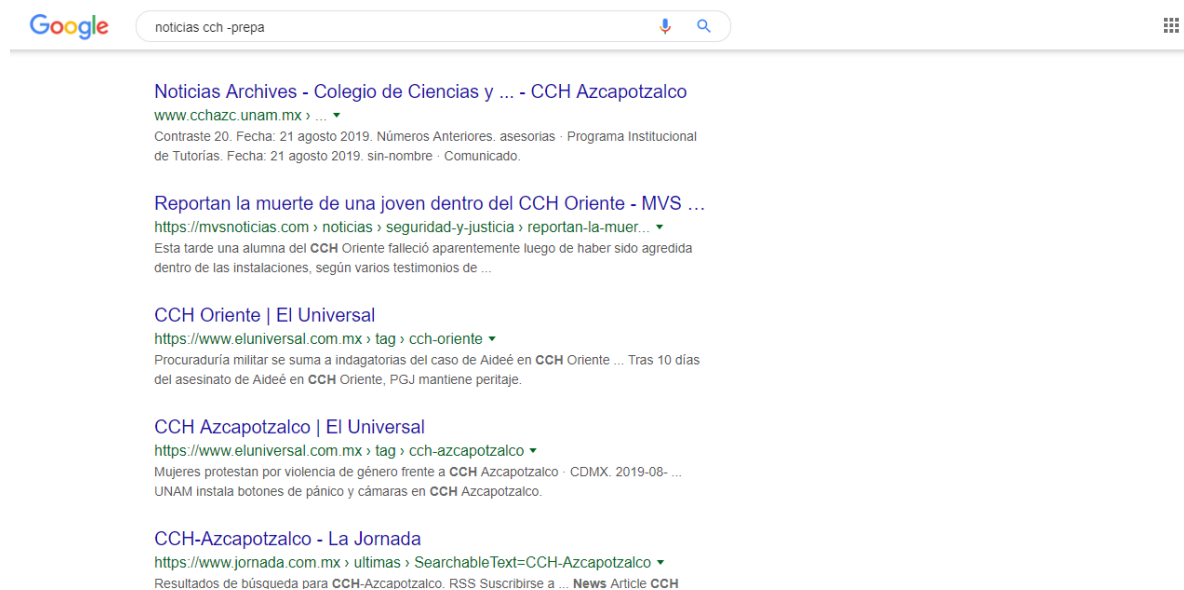 Google
noticias cch -prepa
Noticias Archives - Colegio de Ciencias y ... - CCH Azcapotzalco
www.cchazc.unam.mx › ...
Contraste 20. Fecha: 21 agosto 2019. Números Anteriores. asesorias · Programa Institucional
de Tutorías. Fecha: 21 agosto 2019. sin-nombre · Comunicado.
Reportan la muerte de una joven dentro del CCH Oriente - MVS ...
https://mvsnoticias.com › noticias › seguridad-y-justicia › reportan-la-muer...
Esta tarde una alumna del CCH Oriente falleció aparentemente luego de haber sido agredida
dentro de las instalaciones, según varios testimonios de ...
CCH Oriente | El Universal
https://www.eluniversal.com.mx › tag › cch-oriente
Procuraduría militar se suma a indagatorias del caso de Aideé en CCH Oriente ... Tras 10 días
del asesinato de Aideé en CCH Oriente, PGJ mantiene peritaje.
CCH Azcapotzalco | El Universal
https://www.eluniversal.com.mx › tag › cch-azcapotzalco
Mujeres protestan por violencia de género frente a CCH Azcapotzalco · CDMX. 2019-08- ...
UNAM instala botones de pánico y cámaras en CCH Azcapotzalco.
CCH-Azcapotzalco - La Jornada
https://www.jornada.com.mx › ultimas › SearchableText=CCH-Azcapotzalco
Resultados de búsqueda para CCH-Azcapotzalco. RSS Suscribirse a ... News Article CCH